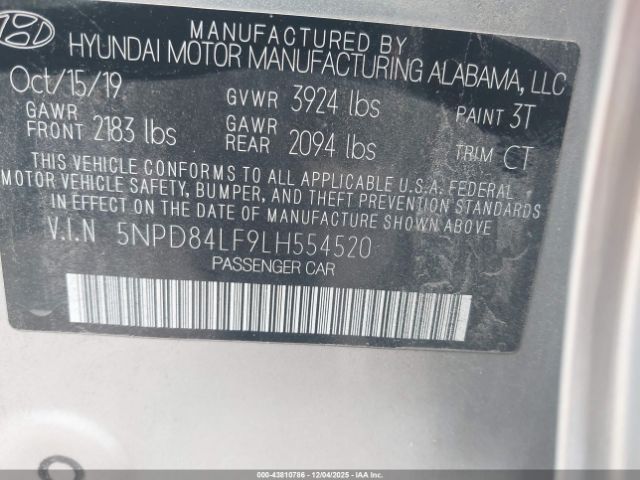 MANUFACTURED BY
HYUNDAI MOTOR MANUFACTURING ALABAMA, LLC
Oct/15/19 GVWR 3924 lbs PAINT 3T
GAWR FRONT 2183 lbs GAWR REAR 2094 lbs TRIM CT
THIS VEHICLE CONFORMS TO ALL APPLICABLE U.S.A. FEDERAL
MOTOR VEHICLE SAFETY, BUMPER, AND THEFT PREVENTION STANDARDS
IN EFFECT ON THE DATE OF MANUFACTURE SHOWN ABOVE.
V.I.N 5NPD84LF9LH554520
PASSENGER CAR
000-43810786 12/04/2025 - COPART